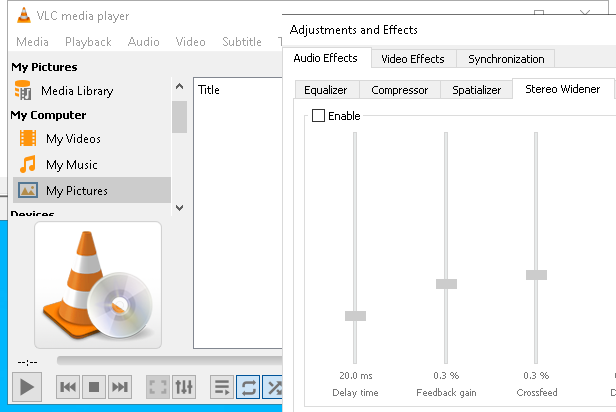 VLC media player
Media Playback Audio Video Subtitle
My Pictures
Media Library
My Computer
My Videos
My Music
My Pictures
Devices
Title
--:--
Adjustments and Effects
Audio Effects Video Effects Synchronization
Equalizer Compressor Spatializer Stereo Widener
Enable
20.0 ms 0.3 % 0.3 %
Delay time Feedback gain Crossfeed